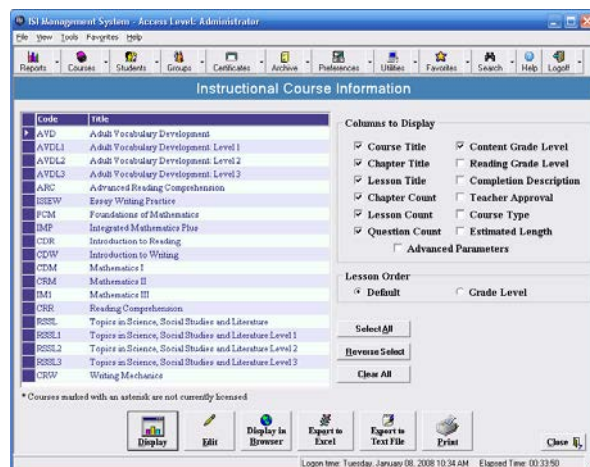 ISI Management System - Access Level: Administrator
File View Tools Favorites Help
Reports Courses Students Groups Certificates Archive Preferences Utilities Favorites Search Help Logoff
Instructional Course Information
Code Title
AVD Adult Vocabulary Development
AVDL1 Adult Vocabulary Development: Level 1
AVDL2 Adult Vocabulary Development: Level 2
AVDL3 Adult Vocabulary Development: Level 3
ARC Advanced Reading Comprehension
ISIEW Essay Writing Practice
FCM Foundations of Mathematics
IMP Integrated Mathematics Plus
CDR Introduction to Reading
CDW Introduction to Writing
CDM Mathematics I
CRM Mathematics II
IM1 Mathematics III
CRR Reading Comprehension
RSSL Topics in Science, Social Studies and Literature
RSSL1 Topics in Science, Social Studies and Literature Level 1
RSSL2 Topics in Science, Social Studies and Literature Level 2
RSSL3 Topics in Science, Social Studies and Literature Level 3
CRW Writing Mechanics
* Courses marked with an asterisk are not currently licensed
Columns to Display
Course Title Content Grade Level
Chapter Title Reading Grade Level
Lesson Title Completion Description
Chapter Count Teacher Approval
Lesson Count Course Type
Question Count Estimated Length
Advanced Parameters
Lesson Order
Default Grade Level
Select All
Reverse Select
Clear All
Display Edit Display in Browser Export to Excel Export to Text File Print Close
Logon time: Tuesday, January 08, 2008 10:34 AM Elapsed Time: 00:33:50